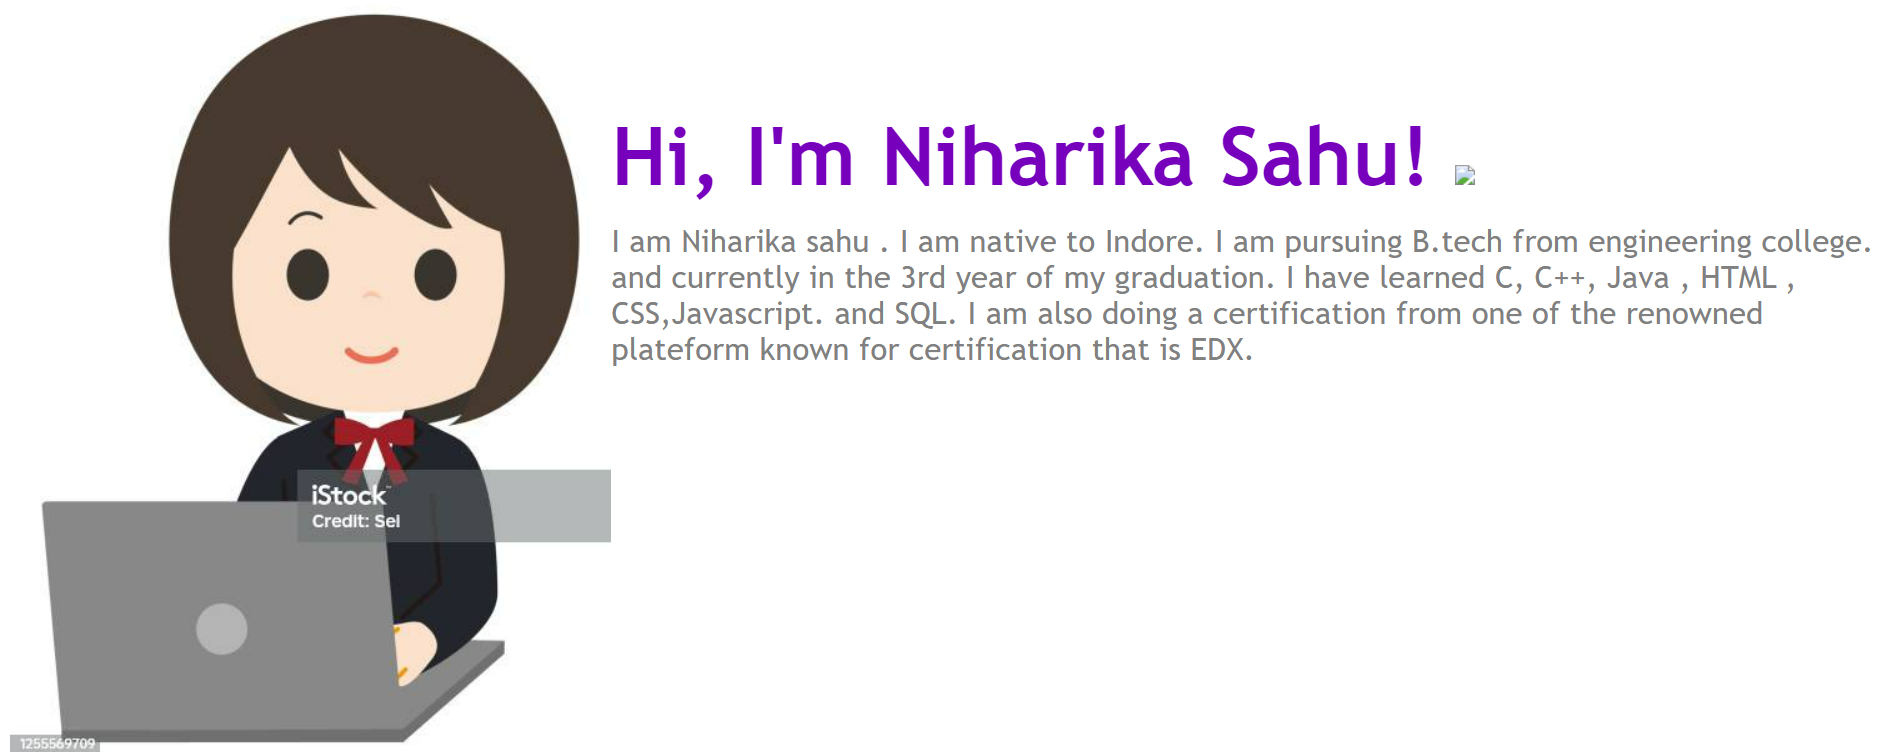 Hi, I'm Niharika Sahu!
I am Niharika sahu . I am native to Indore. I am pursuing B.tech from engineering college.
and currently in the 3rd year of my graduation. I have learned C, C++, Java , HTML ,
CSS,Javascript. and SQL. I am also doing a certification from one of the renowned
plateform known for certification that is EDX.
iStock™
Credit: Sei
1255569709